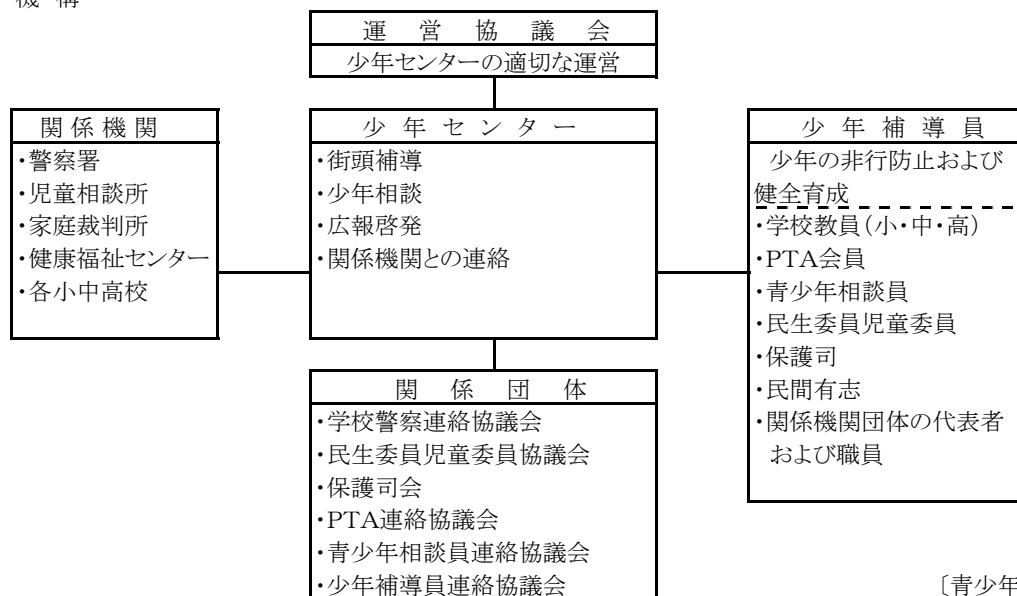 機 構
運営協議会
少年センターの適切な運営
関係機関
・警察署
・児童相談所
・家庭裁判所
・健康福祉センター
・各小中高校
少年センター
・街頭補導
・少年相談
・広報啓発
・関係機関との連絡
少年補導員
少年の非行防止および
健全育成
・学校教員(小・中・高)
・PTA会員
・青少年相談員
・民生委員児童委員
・保護司
・民間有志
・関係機関団体の代表者
および職員
関係団体
・学校警察連絡協議会
・民生委員児童委員協議会
・保護司会
・PTA連絡協議会
・青少年相談員連絡協議会
・少年補導員連絡協議会
〔青少年